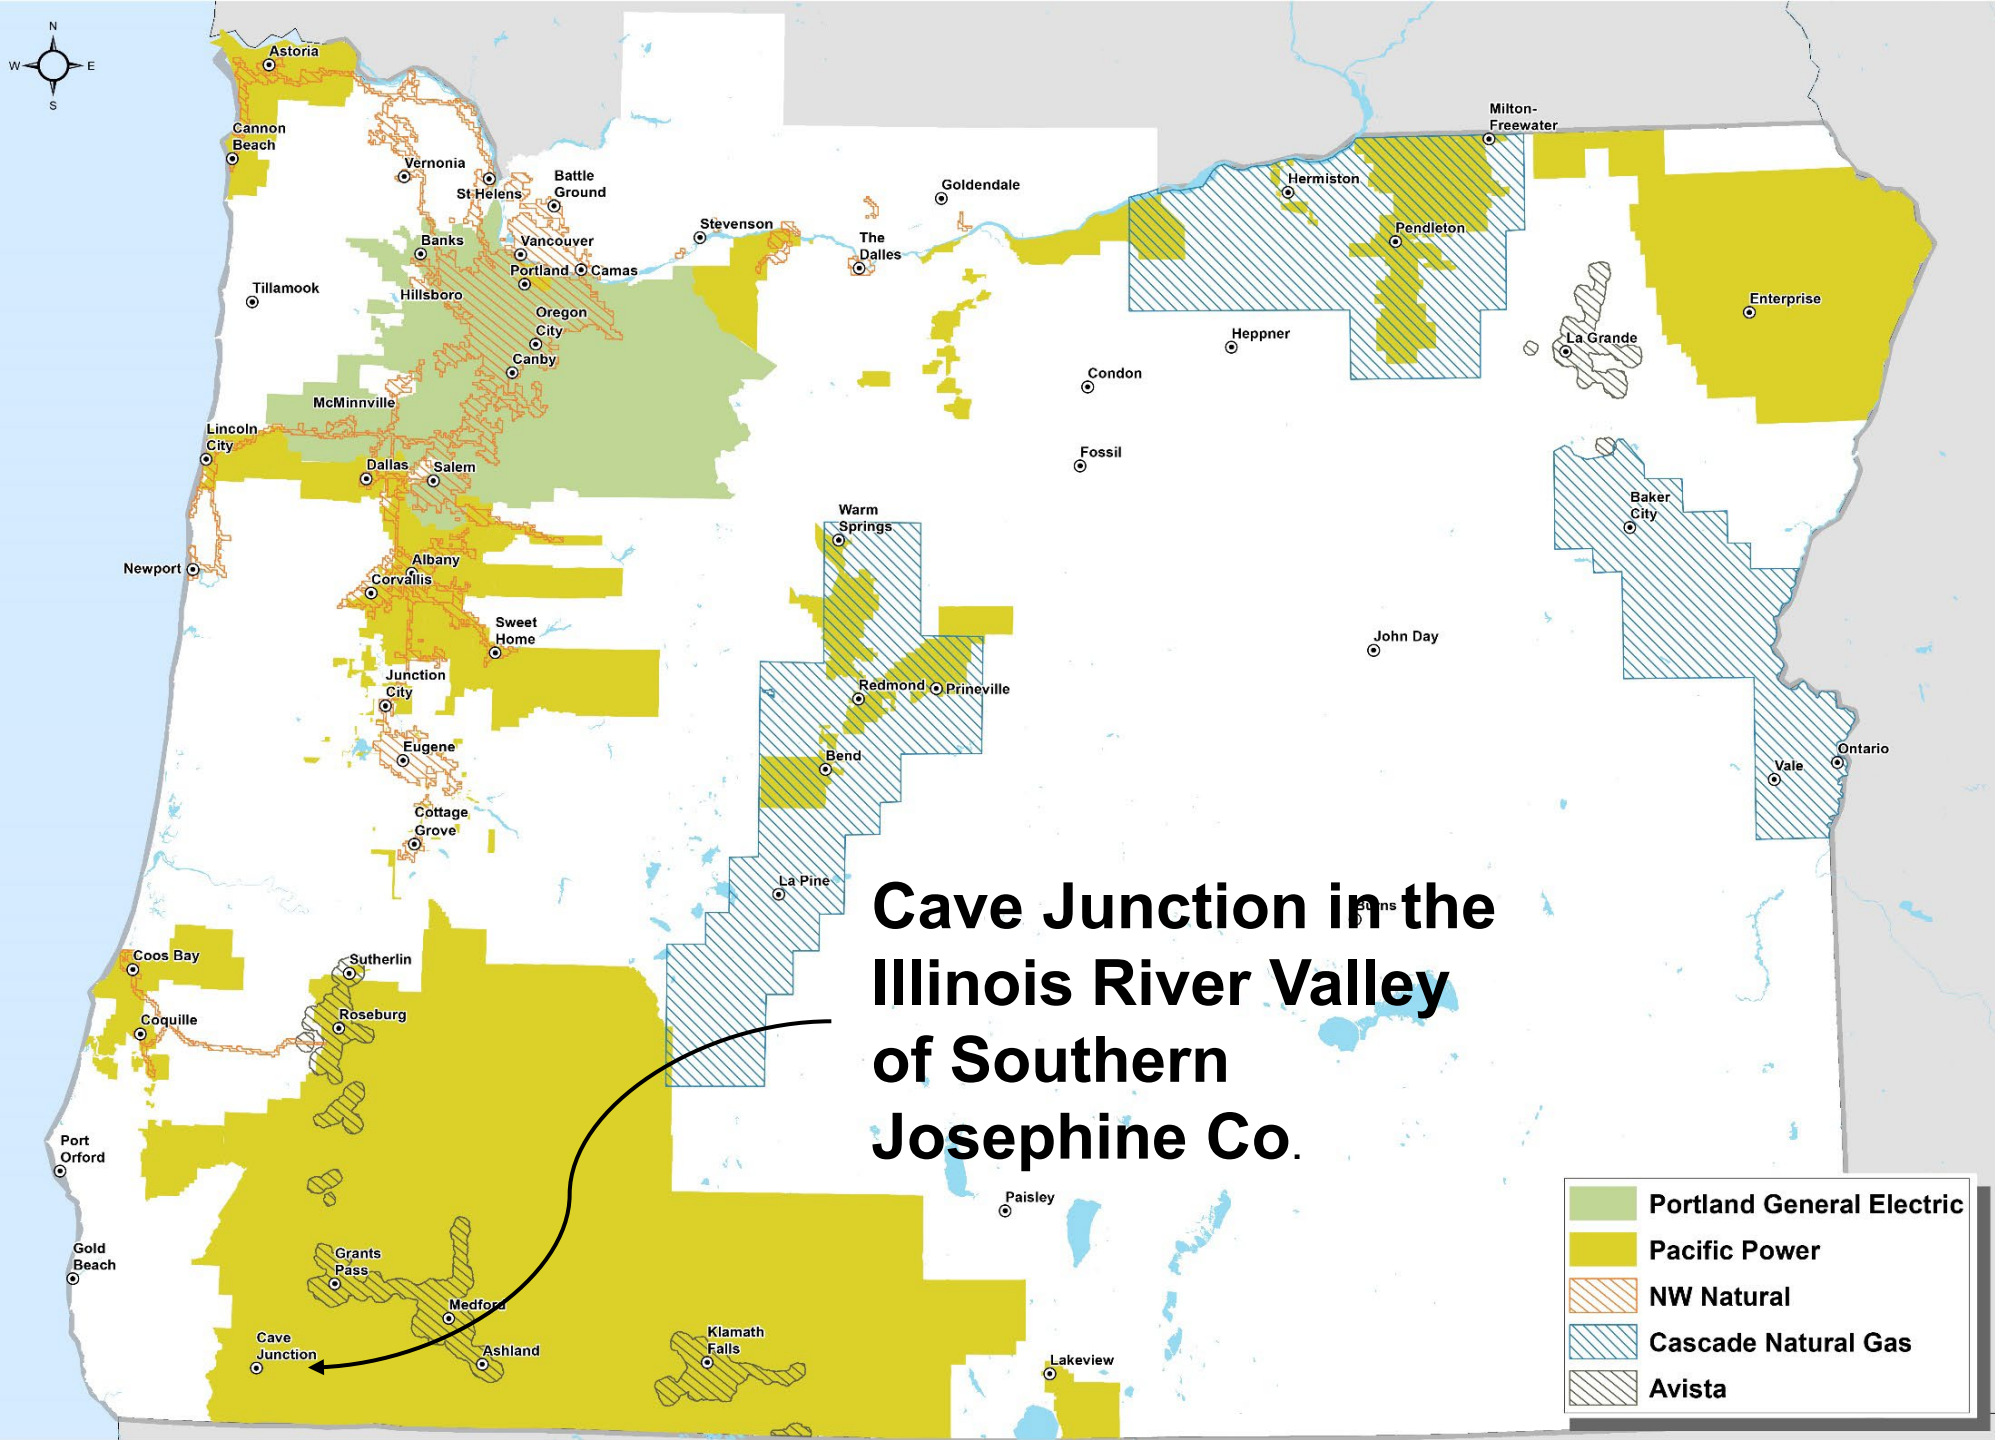 N
W
E
S
Astoria
Cannon
Beach
Vernonia
St Helens
Battle
Ground
Milton-
Freewater
Goldendale
Hermiston
Stevenson
Pendleton
Banks
Vancouver
The
Dalles
Portland
Camas
Tillamook
Hillsboro
Enterprise
Oregon
City
Heppner
La Grande
Canby
Condon
McMinnville
Lincoln
City
Fossil
Dallas
Salem
Baker
City
Warm
Springs
Newport
Albany
Corvallis
Sweet
Home
John Day
Junction
City
Redmond
Prineville
Eugene
Bend
Ontario
Vale
Cottage
Grove
La Pine
Burns
Cave Junction in the
Illinois River Valley
of Southern
Josephine Co.
Coos Bay
Sutherlin
Coquille
Roseburg
Port
Orford
Paisley
Gold
Beach
Grants
Pass
Medford
Cave
Junction
Ashland
Klamath
Falls
Lakeview
Portland General Electric
Pacific Power
NW Natural
Cascade Natural Gas
Avista